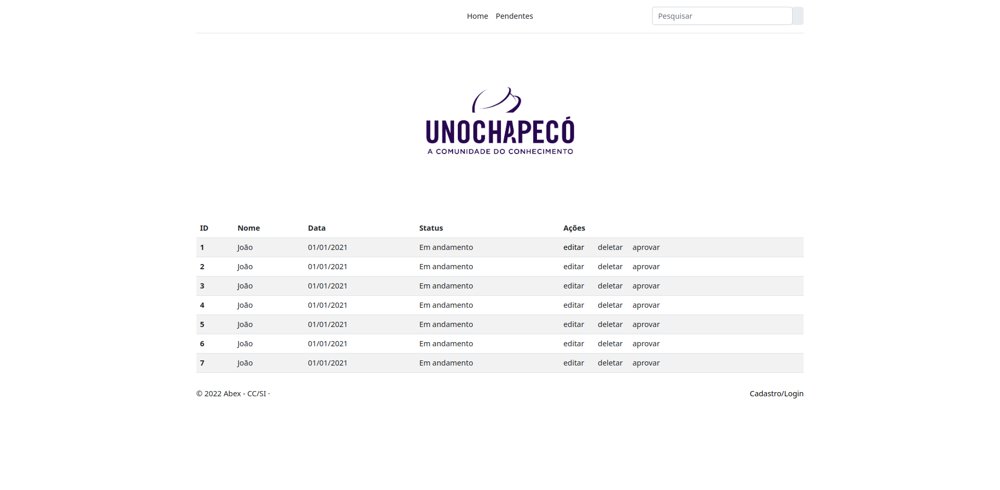 Home Pendentes Pesquisar
UNOCHAPECÓ
A COMUNIDADE DO CONHECIMENTO
ID Nome Data Status Ações
1 João 01/01/2021 Em andamento editar deletar aprovar
2 João 01/01/2021 Em andamento editar deletar aprovar
3 João 01/01/2021 Em andamento editar deletar aprovar
4 João 01/01/2021 Em andamento editar deletar aprovar
5 João 01/01/2021 Em andamento editar deletar aprovar
6 João 01/01/2021 Em andamento editar deletar aprovar
7 João 01/01/2021 Em andamento editar deletar aprovar
© 2022 Abex - CC/SI · Cadastro/Login